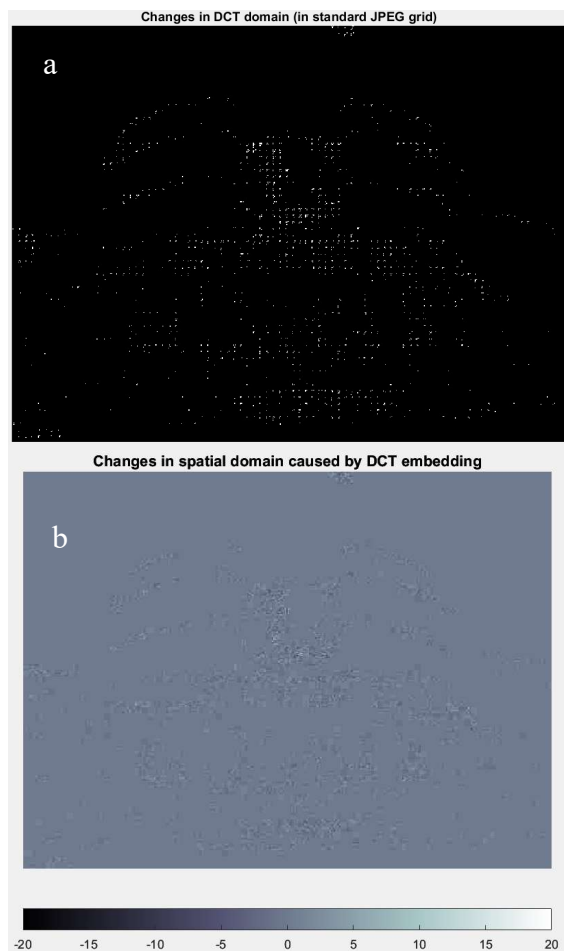 Changes in DCT domain (in standard JPEG grid)
a
Changes in spatial domain caused by DCT embedding
b
-20 -15 -10 -5 0 5 10 15 20